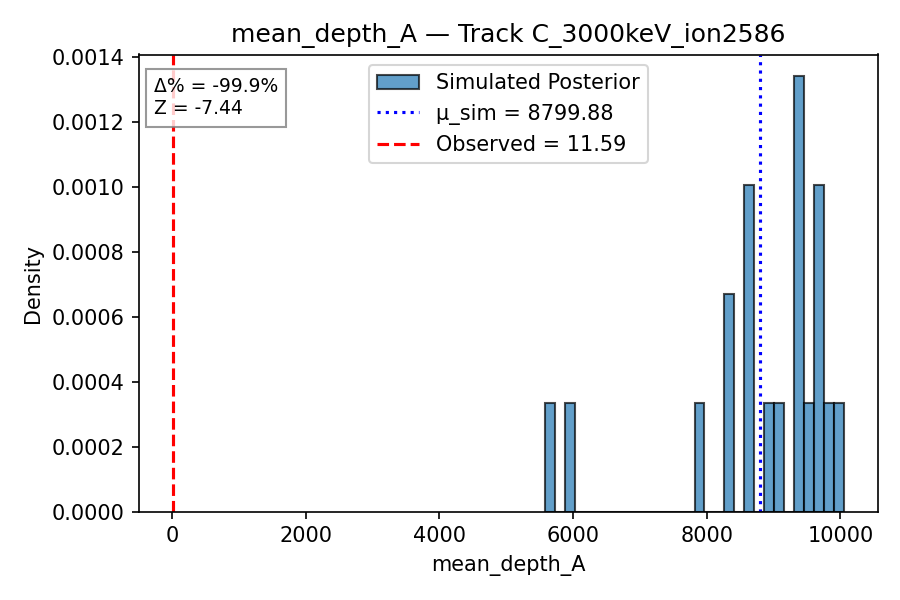 mean_depth_A — Track C_3000keV_ion2586
Δ% = -99.9%
Z = -7.44
Simulated Posterior
μ_sim = 8799.88
Observed = 11.59
Density
0.0014
0.0012
0.0010
0.0008
0.0006
0.0004
0.0002
0.0000
0 2000 4000 6000 8000 10000
mean_depth_A